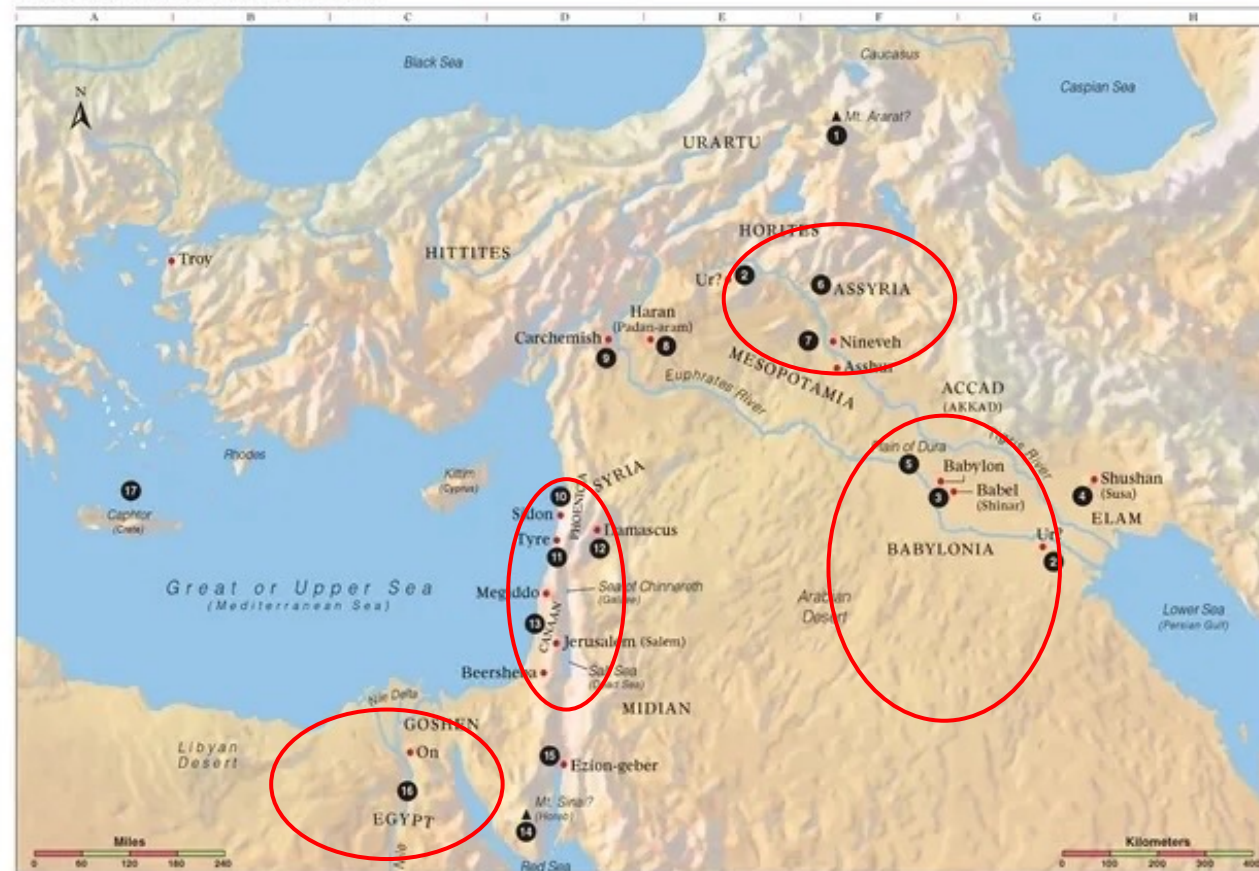 A B C D E F G H
Black Sea
Caucasus
Caspian Sea
N
Mt. Ararat?
1
URARTU
HORITES
HITTITES
Troy
Ur?
2
6
ASSYRIA
Haran
(Padan-aram)
Carchemish
8
9
7
Nineveh
Asshur
MESOPOTAMIA
Euphrates River
ACCAD
(AKKAD)
Tigris River
Rhodes
Kittim
(Cyprus)
17
Caphtor
(Crete)
Plain of Dura
5
Babylon
3
Babel
(Shinar)
Shushan
(Susa)
4
ELAM
SYRIA
10
PHOENICIA
Sidon
Damascus
Tyre
11
12
BABYLONIA
Ur?
2
Great or Upper Sea
(Mediterranean Sea)
Megiddo
Sea of Chinnereth
(Galilee)
Arabian
Desert
Lower Sea
(Persian Gulf)
13
CANAAN
Jerusalem (Salem)
Beersheba
Salt Sea
(Dead Sea)
Nile Delta
MIDIAN
GOSHEN
Libyan
Desert
On
15
Ezion-geber
16
EGYPT
Mt. Sinai?
(Horeb)
14
Nile
Red Sea
Miles
0 60 120 180 240
Kilometers
0 100 200 300 400